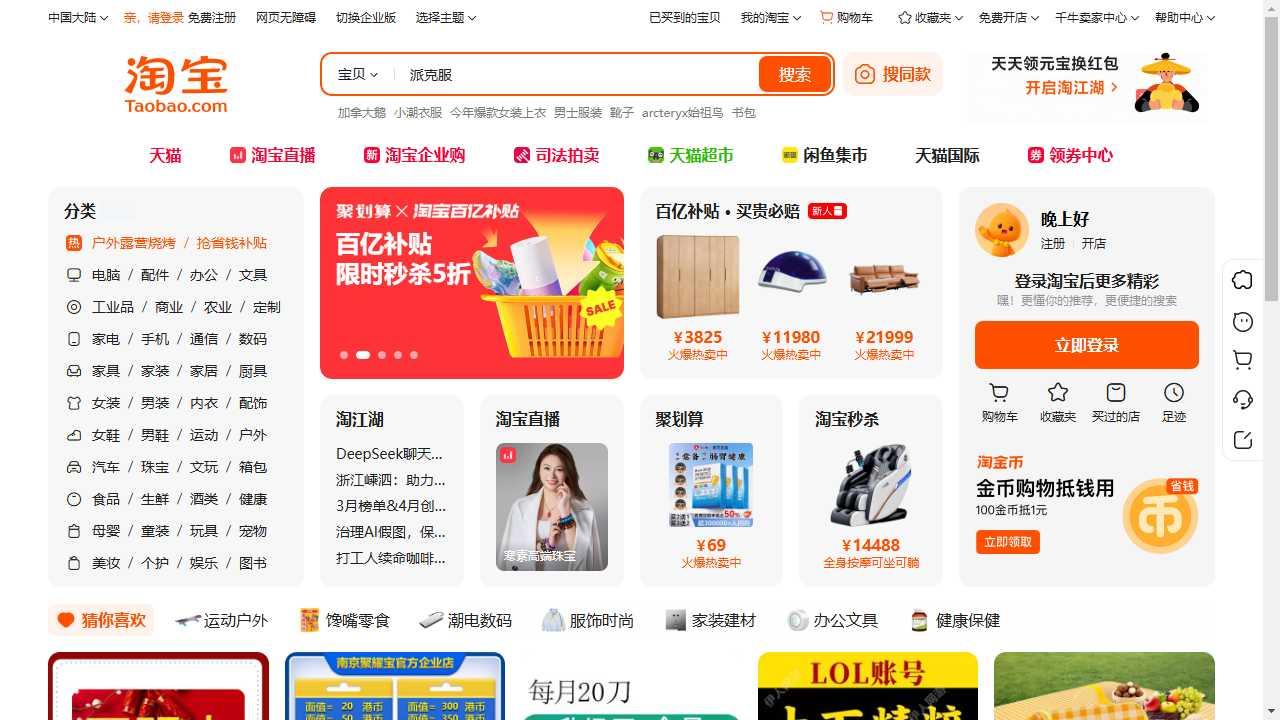 中国大陆
亲，请登录 免费注册
网页无障碍
切换企业版
选择主题
已买到的宝贝
我的淘宝
购物车
收藏夹
免费开店
千牛卖家中心
帮助中心
淘宝
Taobao.com
宝贝
派克服
搜索
搜同款
天天领元宝换红包
开启淘江湖
加拿大鹅 小潮衣服 今年爆款女装上衣 男士服装 靴子 arcteryx始祖鸟 书包
天猫
淘宝直播
新 淘宝企业购
司法拍卖
天猫超市
闲鱼集市
天猫国际
券 领券中心
分类
热 户外露营烧烤 / 抢省钱补贴
电脑 / 配件 / 办公 / 文具
工业品 / 商业 / 农业 / 定制
家电 / 手机 / 通信 / 数码
家具 / 家装 / 家居 / 厨具
女装 / 男装 / 内衣 / 配饰
女鞋 / 男鞋 / 运动 / 户外
汽车 / 珠宝 / 文玩 / 箱包
食品 / 生鲜 / 酒类 / 健康
母婴 / 童装 / 玩具 / 宠物
美妆 / 个护 / 娱乐 / 图书
聚划算×淘宝百亿补贴
百亿补贴
限时秒杀5折
SALE
百亿补贴 • 买贵必赔 新人
¥3825
火爆热卖中
¥11980
火爆热卖中
¥21999
火爆热卖中
淘江湖
DeepSeek聊天...
浙江嵊泗：助力...
3月榜单&4月创...
治理AI假图，保...
打工人续命咖啡...
淘宝直播
寒素高端珠宝
聚划算
常备 肠胃健康
50%
¥69
火爆热卖中
淘宝秒杀
¥14488
全身按摩可坐可躺
晚上好
注册 开店
登录淘宝后更多精彩
嘿！更懂你的推荐，更便捷的搜索
立即登录
购物车
收藏夹
买过的店
足迹
淘金币
金币购物抵钱用
100金币抵1元
立即领取
省钱
币
猜你喜欢
运动户外
馋嘴零食
潮电数码
服饰时尚
家装建材
办公文具
健康保健
南京聚耀宝官方企业店
面值= 20 港币
面值= 300 港币
面值= 50 港币
面值= 350 港币
每月20刀
LOL账号